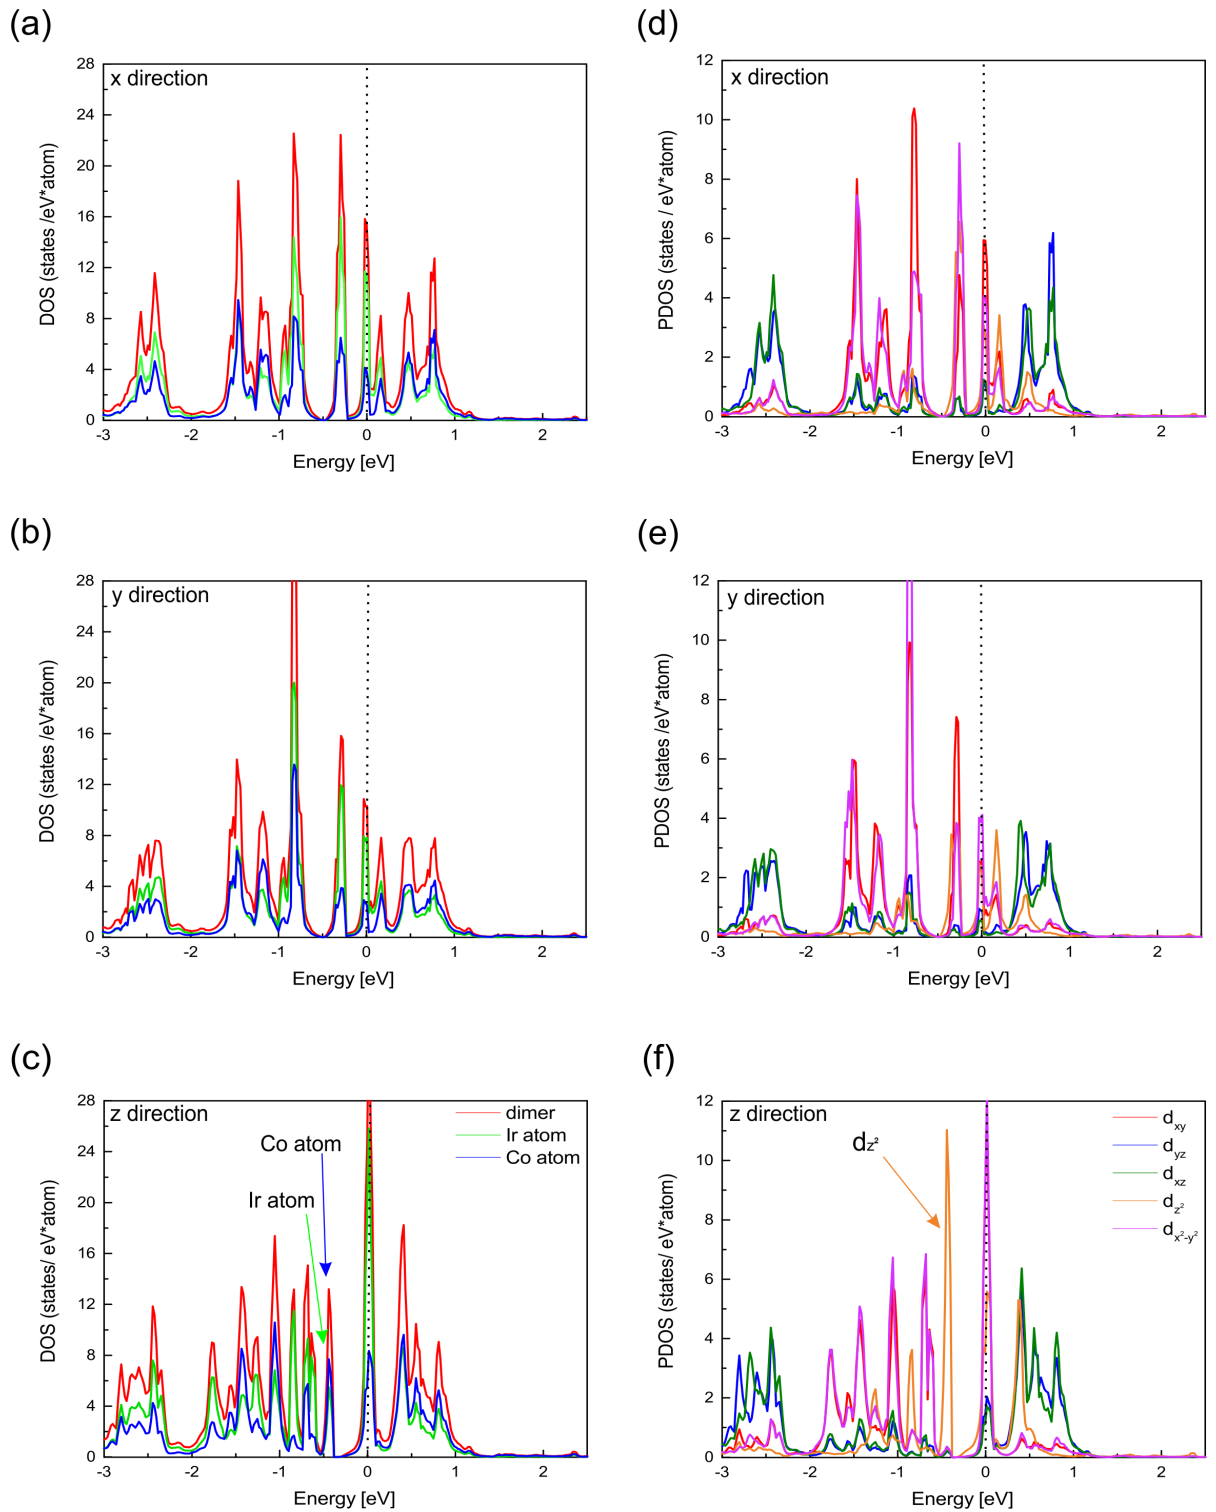 (a)
x direction
DOS (states /eV*atom)
28
24
20
16
12
8
4
0
-3 -2 -1 0 1 2
Energy [eV]
(d)
x direction
PDOS (states / eV*atom)
12
10
8
6
4
2
0
-3 -2 -1 0 1 2
Energy [eV]
(b)
y direction
DOS (states /eV*atom)
28
24
20
16
12
8
4
0
-3 -2 -1 0 1 2
Energy [eV]
(e)
y direction
PDOS (states /eV*atom)
12
10
8
6
4
2
0
-3 -2 -1 0 1 2
Energy [eV]
(c)
z direction
dimer
Ir atom
Co atom
Co atom
Ir atom
DOS (states/ eV*atom)
28
24
20
16
12
8
4
0
-3 -2 -1 0 1 2
Energy [eV]
(f)
z direction
d_xy
d_yz
d_xz
d_z²
d_x²-y²
d_z²
PDOS (states/ eV*atom)
12
10
8
6
4
2
0
-3 -2 -1 0 1 2
Energy [eV]